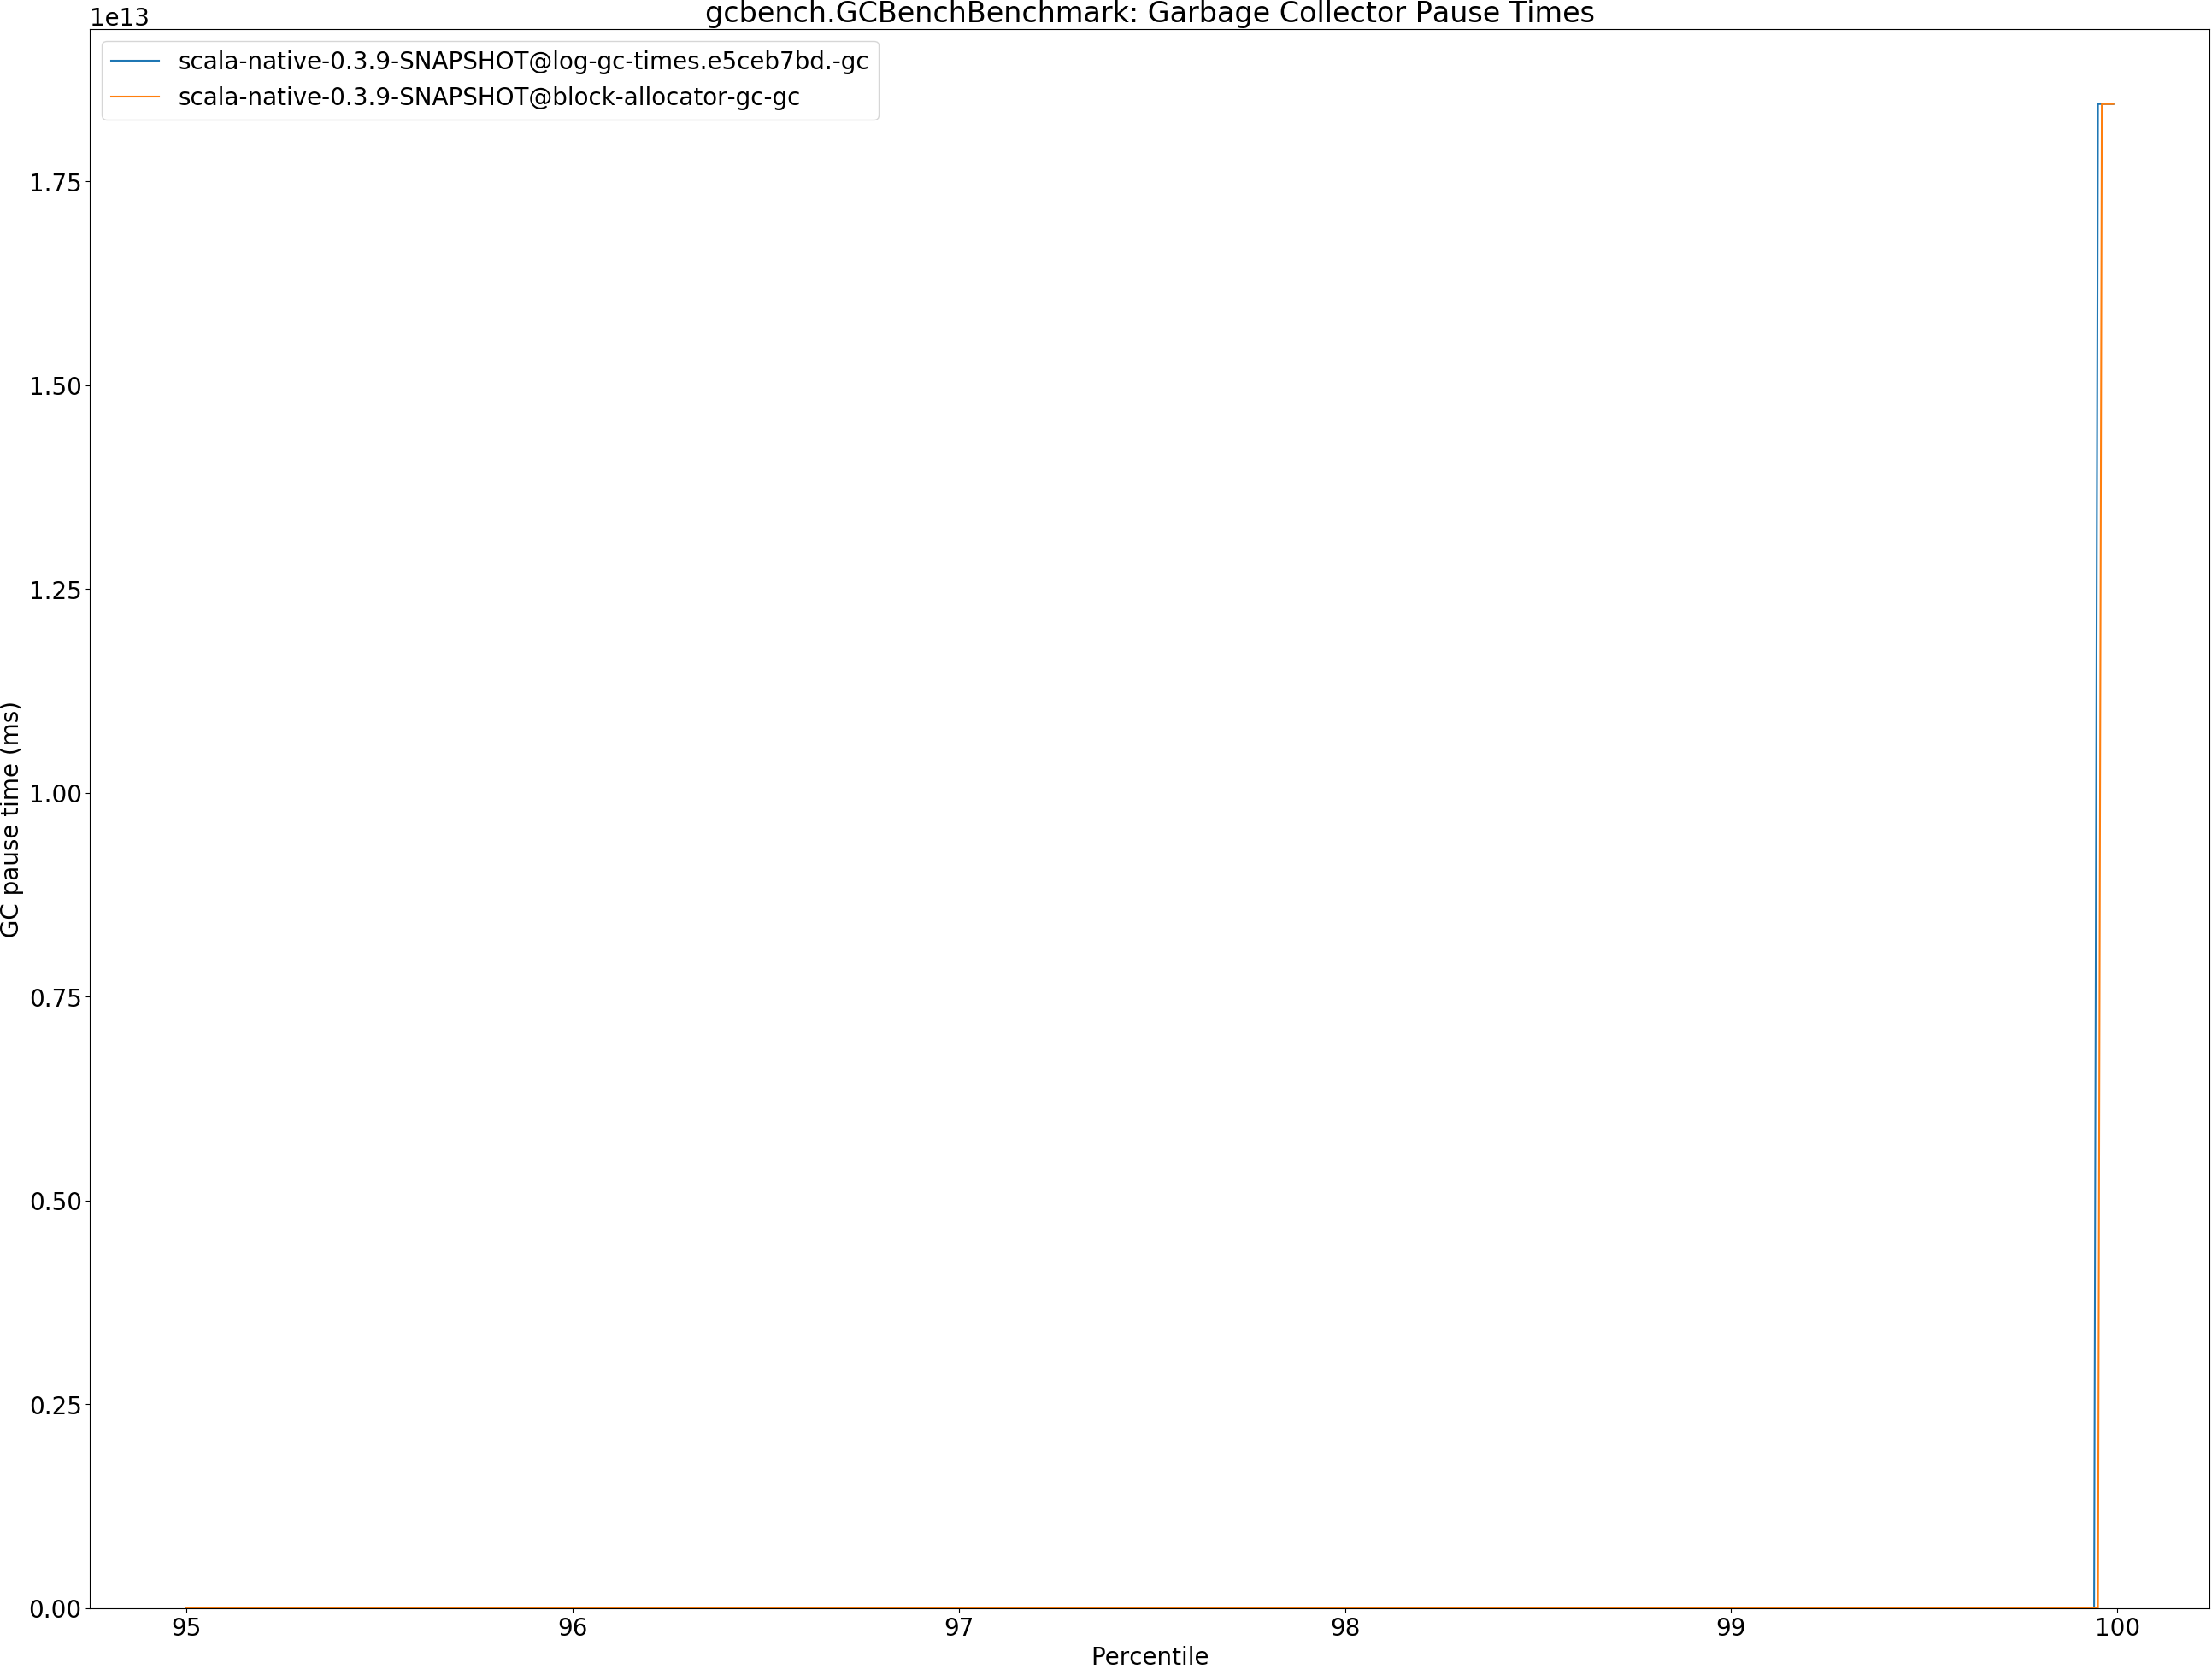 gcbench.GCBenchBenchmark: Garbage Collector Pause Times
1e13
scala-native-0.3.9-SNAPSHOT@log-gc-times.e5ceb7bd.-gc
scala-native-0.3.9-SNAPSHOT@block-allocator-gc-gc
1.75
1.50
1.25
1.00
0.75
0.50
0.25
0.00
GC pause time (ms)
95 96 97 98 99 100
Percentile